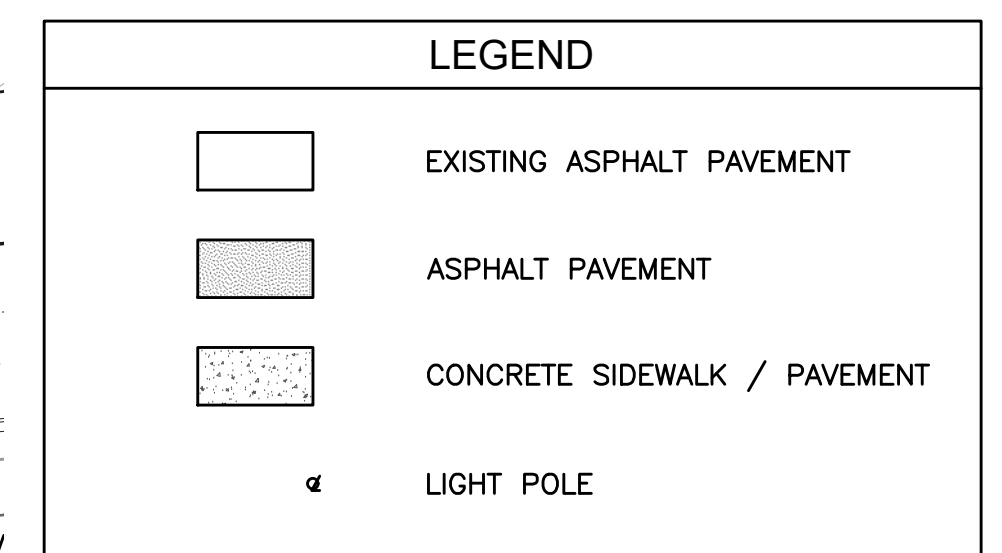 LEGEND
EXISTING ASPHALT PAVEMENT
ASPHALT PAVEMENT
CONCRETE SIDEWALK / PAVEMENT
LIGHT POLE